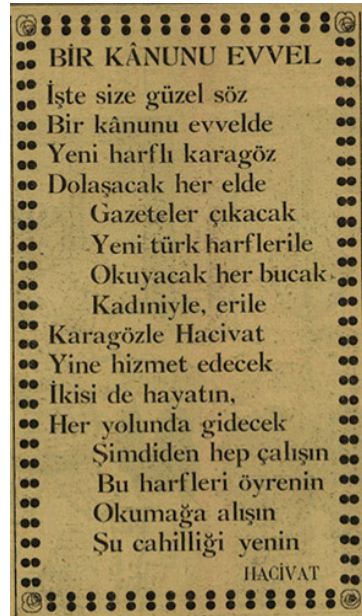 BİR KÂNUNU EVVEL
İşte size güzel söz
Bir kânunu evvelde
Yeni harflı karagöz
Dolaşacak her elde
Gazeteler çıkacak
Yeni türk harflerile
Okuyacak her bucak
Kadıniyle, erile
Karagözle Hacivat
Yine hizmet edecek
İkisi de hayatın,
Her yolunda gidecek
Şimdiden hep çalışın
Bu harfleri öyrenin
Okumağa alışın
Şu cahilliği yenin
HACİVAT